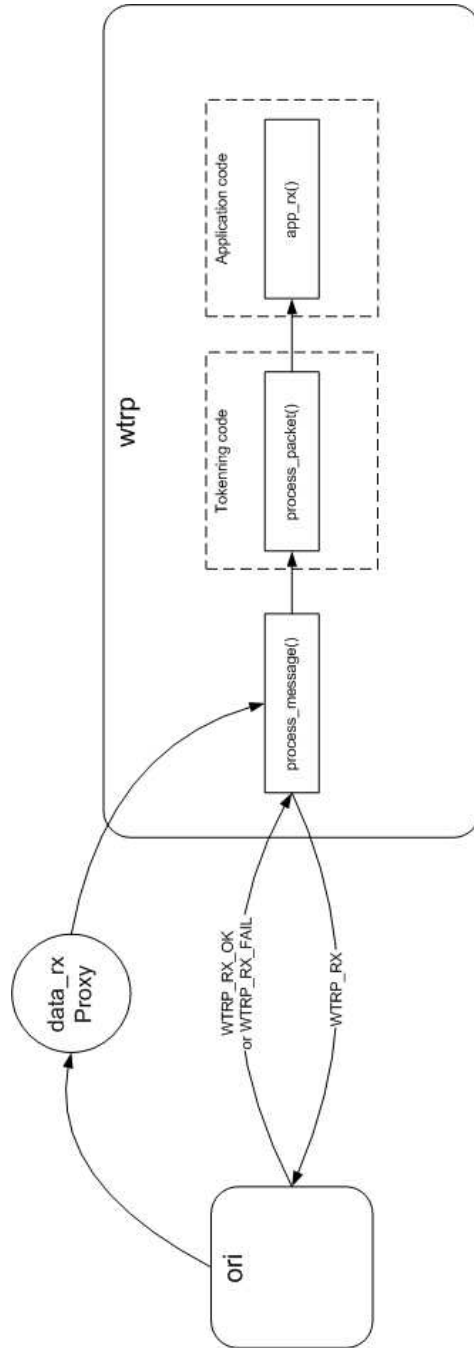 ori
data_rx
Proxy
WTRP_RX_OK
or WTRP_RX_FAIL
WTRP_RX
wtrp
process_message()
Tokenring code
process_packet()
Application code
app_rx()